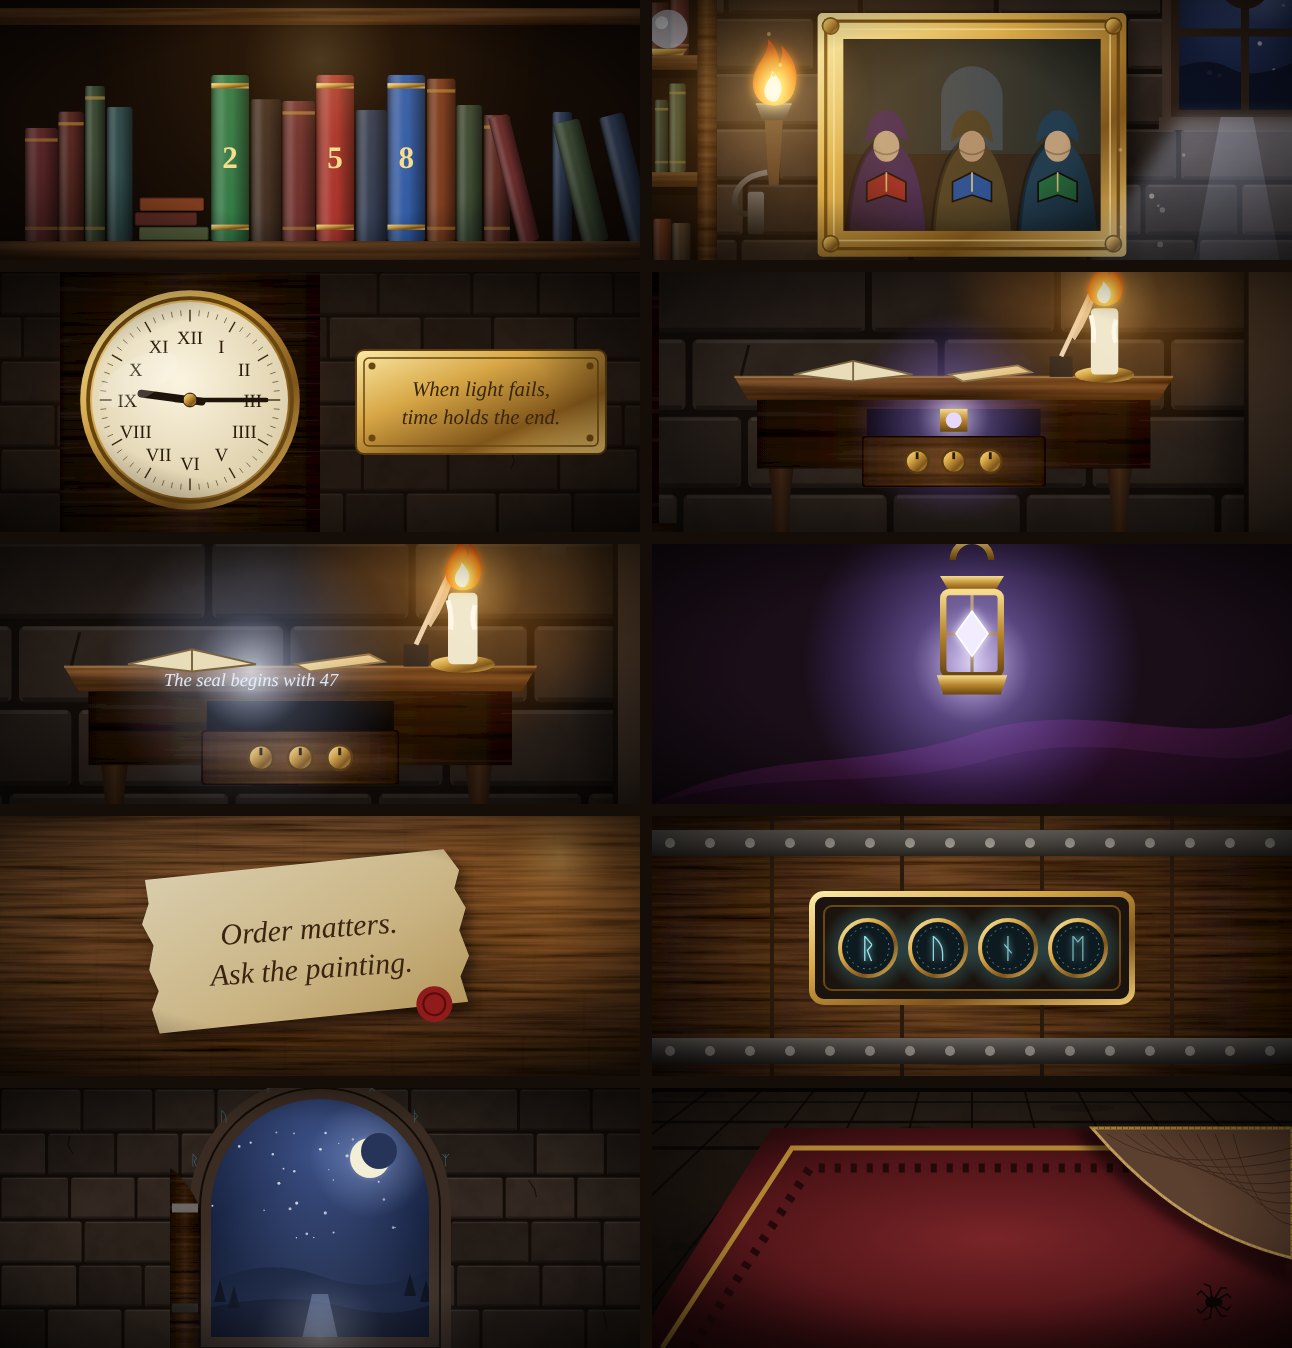 2 5 8
XII
I
II
III
IIII
V
VI
VII
VIII
IX
X
XI
When light fails,
time holds the end.
The seal begins with 47
Order matters.
Ask the painting.
ᚱ ᚢ ᚾ ᛖ